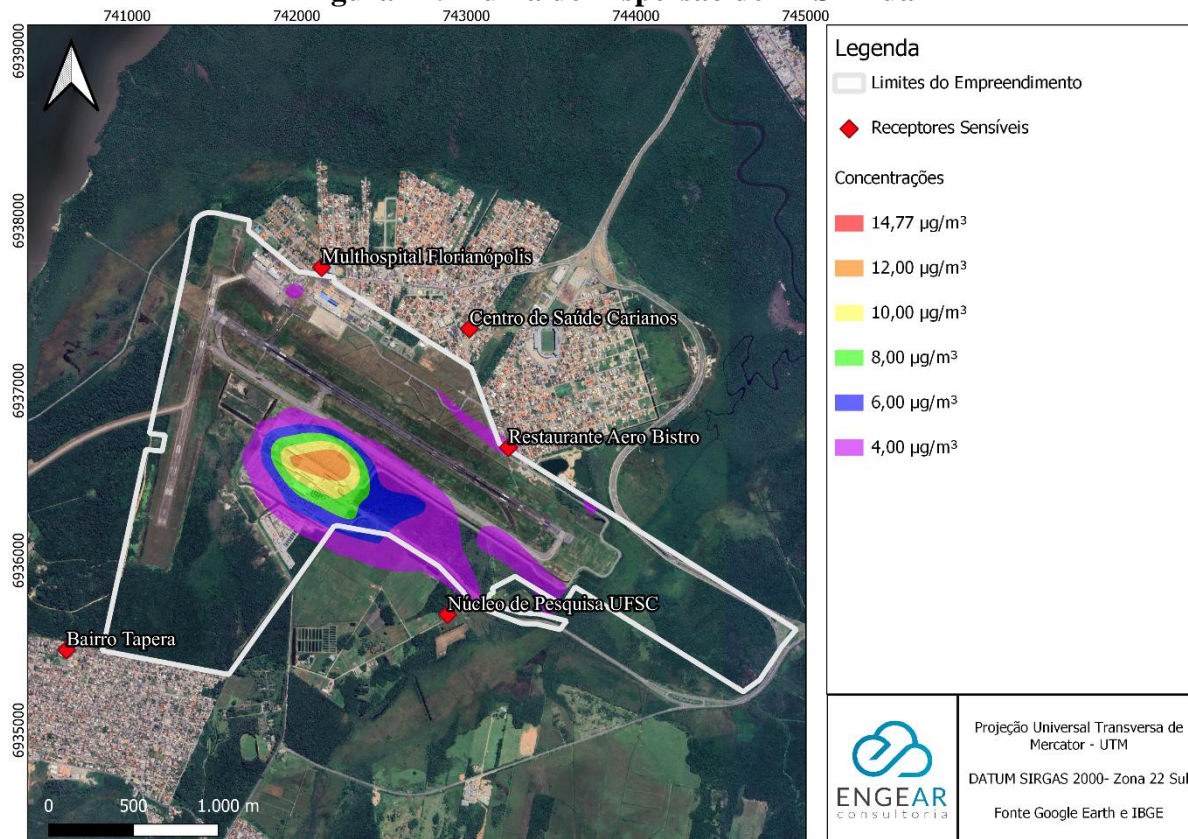 741000 742000 743000 744000 745000
6939000
6938000
6937000
6936000
6935000
Multhospital Florianópolis
Centro de Saúde Carianos
Restaurante Aero Bistro
Núcleo de Pesquisa UFSC
Bairro Tapera
0 500 1.000 m
Legenda
Limites do Empreendimento
Receptores Sensíveis
Concentrações
14,77 µg/m³
12,00 µg/m³
10,00 µg/m³
8,00 µg/m³
6,00 µg/m³
4,00 µg/m³
ENGEAR
consultoria
Projeção Universal Transversa de
Mercator - UTM
DATUM SIRGAS 2000- Zona 22 Sul
Fonte Google Earth e IBGE